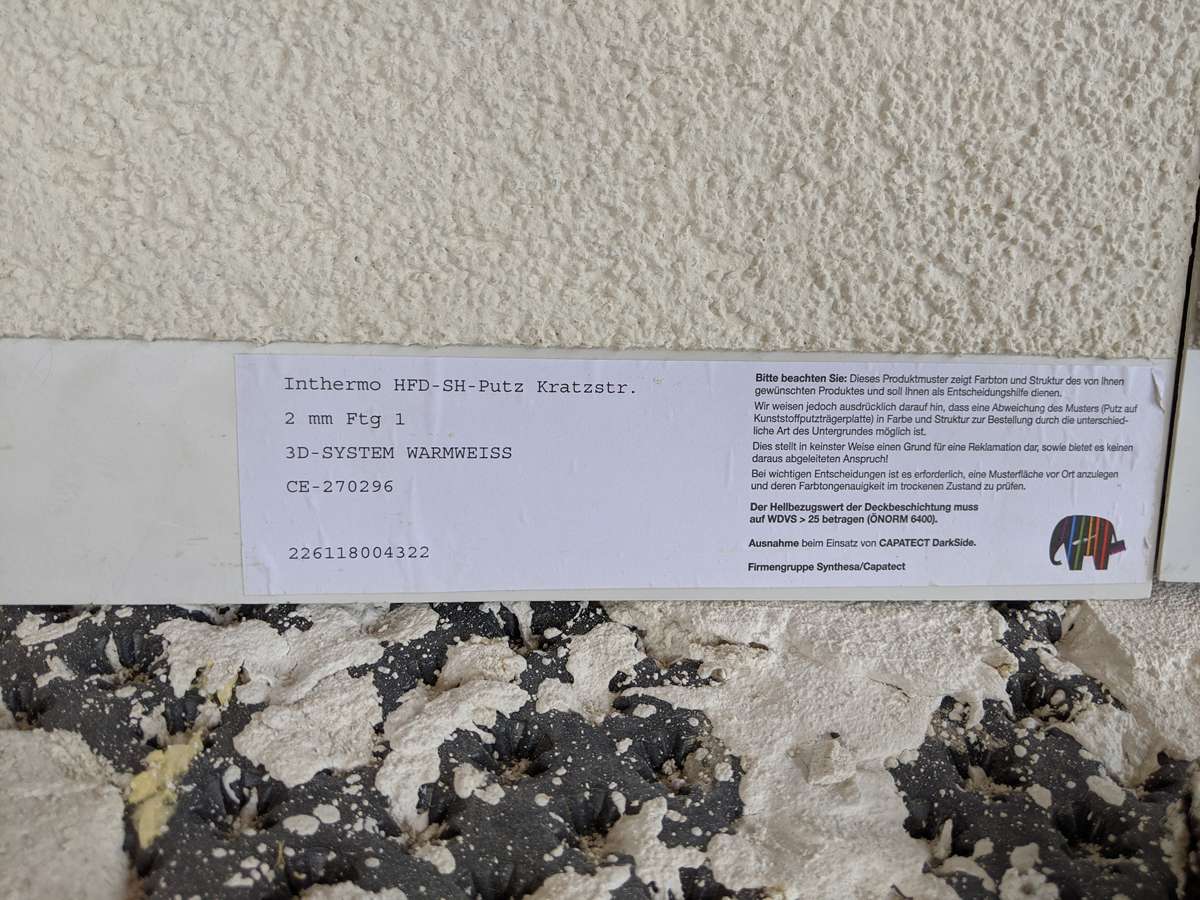 Inthermo HFD-SH-Putz Kratzstr.
2 mm Ftg 1
3D-SYSTEM WARMWEISS
CE-270296
226118004322
Bitte beachten Sie: Dieses Produktmuster zeigt Farbton und Struktur des von Ihnen
gewünschten Produktes und soll Ihnen als Entscheidungshilfe dienen.
Wir weisen jedoch ausdrücklich darauf hin, dass eine Abweichung des Musters (Putz auf
Kunststoffputzträgerplatte) in Farbe und Struktur zur Bestellung durch die unterschied-
liche Art des Untergrundes möglich ist.
Dies stellt in keinster Weise einen Grund für eine Reklamation dar, sowie bietet es keinen
daraus abgeleiteten Anspruch!
Bei wichtigen Entscheidungen ist es erforderlich, eine Musterfläche vor Ort anzulegen
und deren Farbtongenauigkeit im trockenen Zustand zu prüfen.
Der Hellbezugswert der Deckbeschichtung muss
auf WDVS > 25 betragen (ÖNORM 6400).
Ausnahme beim Einsatz von CAPATECT DarkSide.
Firmengruppe Synthesa/Capatect